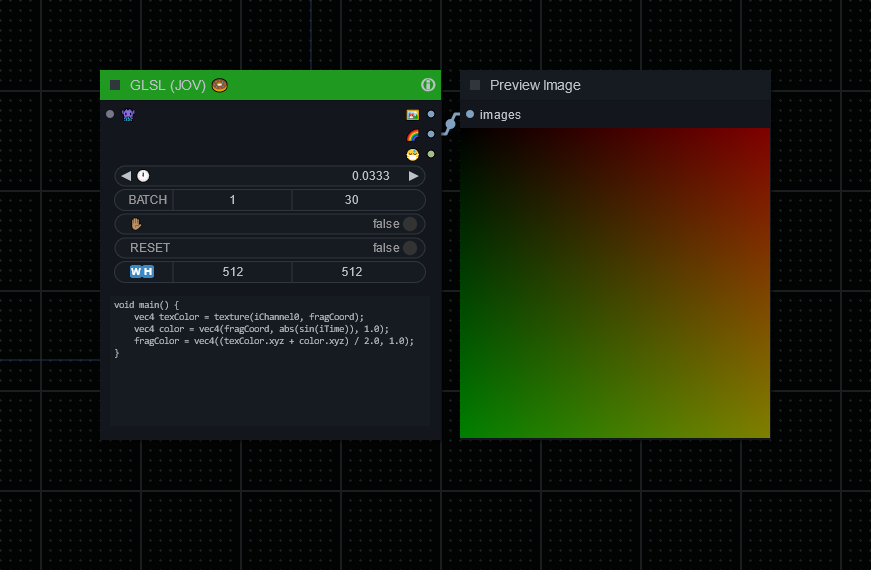 GLSL (JOV) 🍩
Preview Image
images
0.0333
BATCH 1 30
false
RESET false
W H 512 512
void main() {
    vec4 texColor = texture(iChannel0, fragCoord);
    vec4 color = vec4(fragCoord, abs(sin(iTime)), 1.0);
    fragColor = vec4((texColor.xyz + color.xyz) / 2.0, 1.0);
}